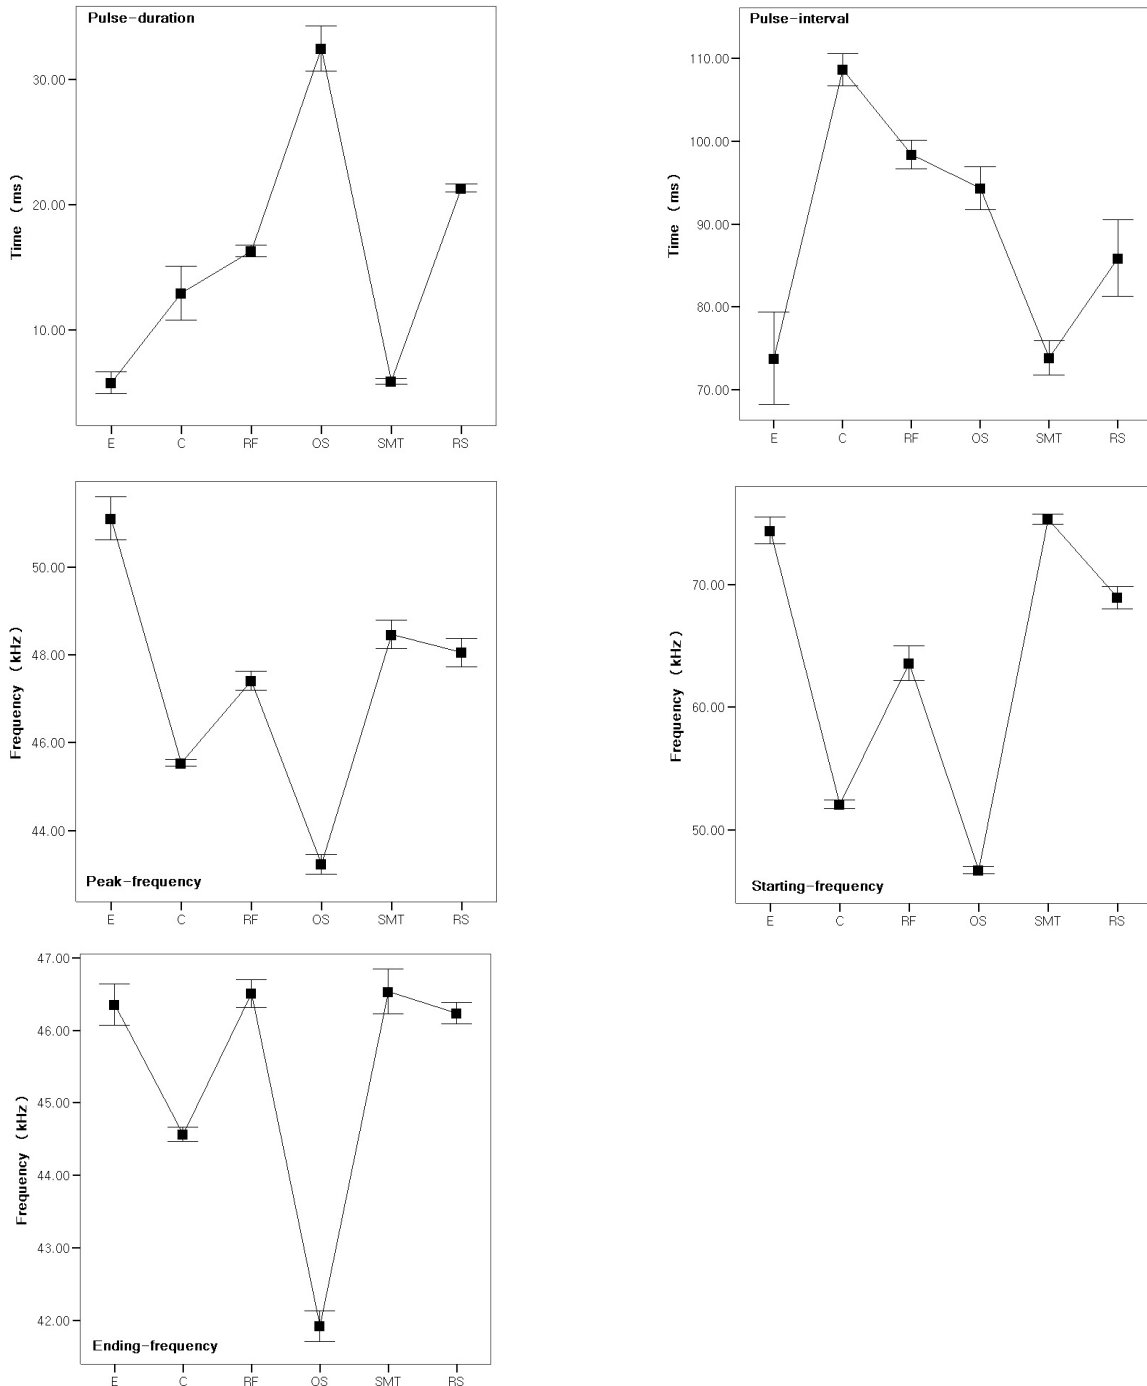 Pulse-duration
30.00
20.00
10.00
Time (ms)
E C RF OS SMT RS
Pulse-interval
110.00
100.00
90.00
80.00
70.00
Time (ms)
E C RF OS SMT RS
50.00
48.00
46.00
44.00
Frequency (kHz)
Peak-frequency
E C RF OS SMT RS
70.00
60.00
50.00
Frequency (kHz)
Starting-frequency
E C RF OS SMT RS
47.00
46.00
45.00
44.00
43.00
42.00
Frequency (kHz)
Ending-frequency
E C RF OS SMT RS